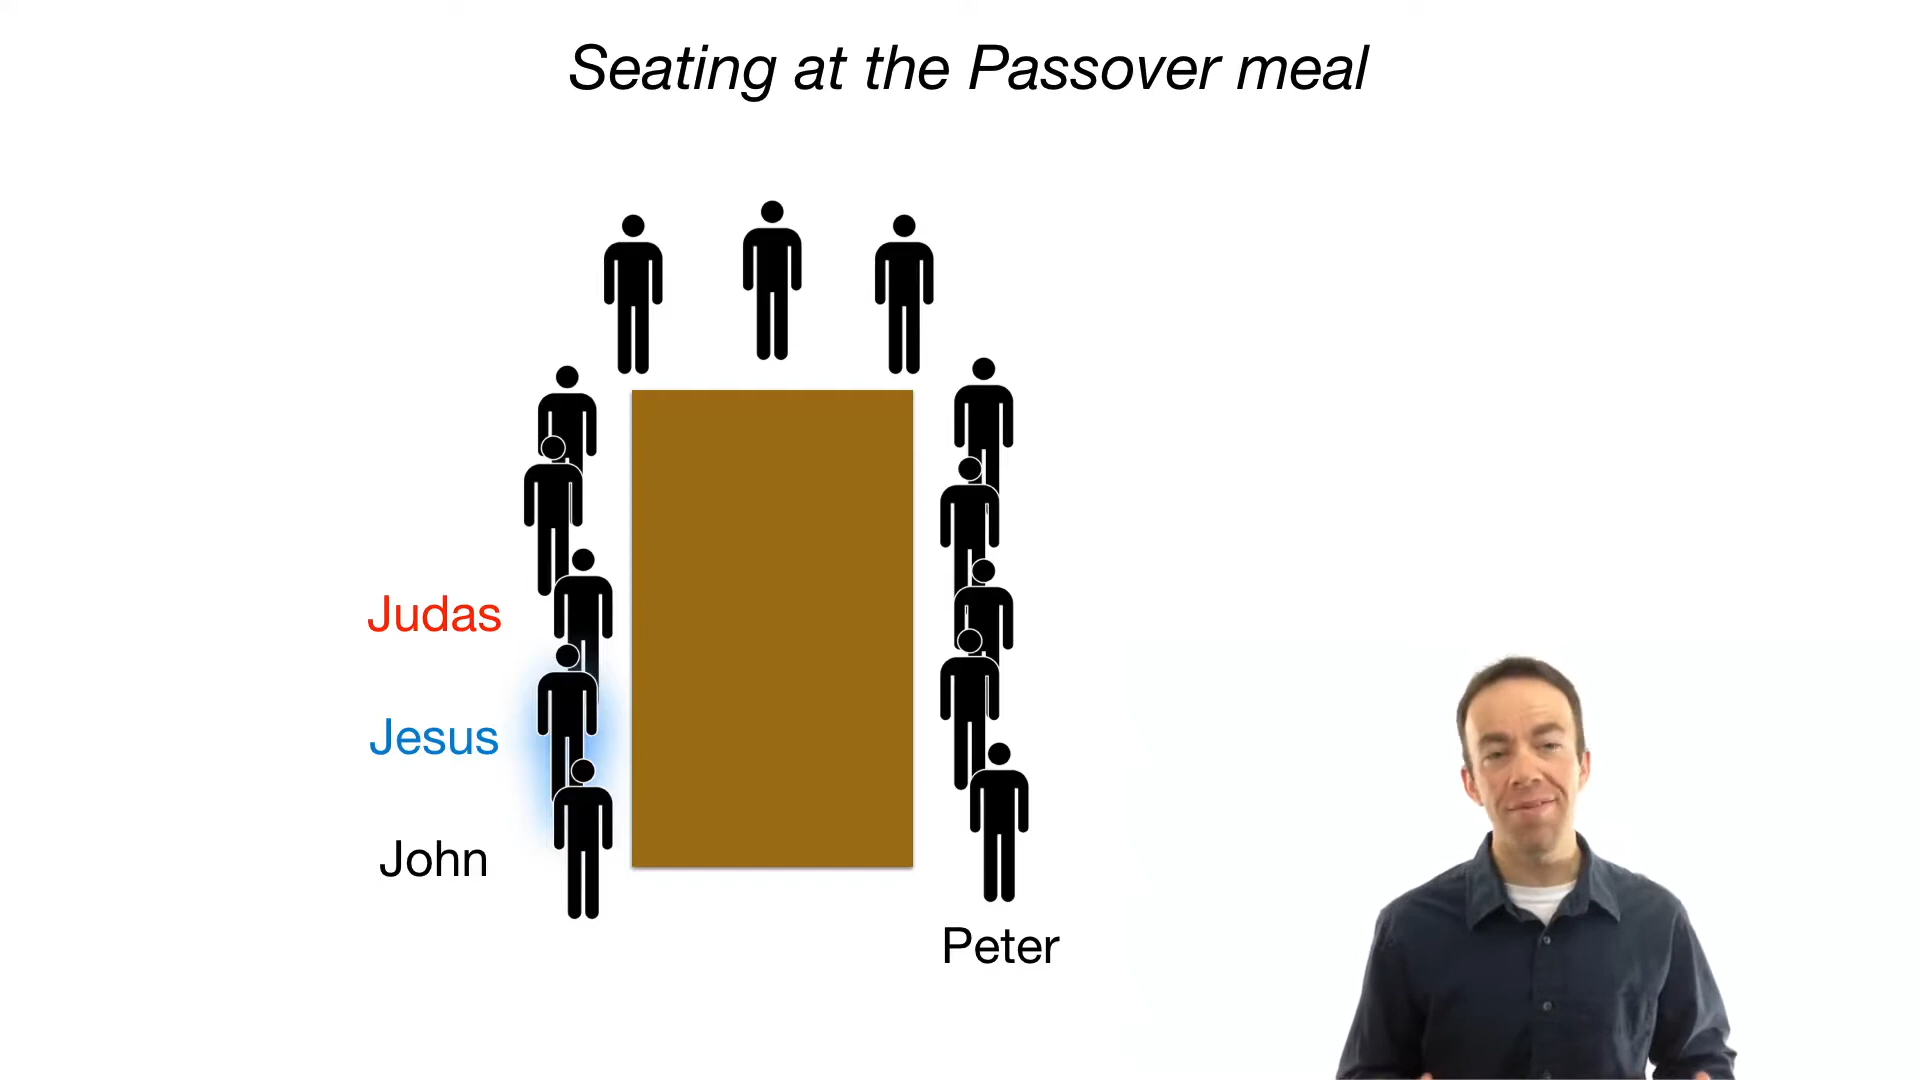 Seating at the Passover meal
Judas
Jesus
John
Peter